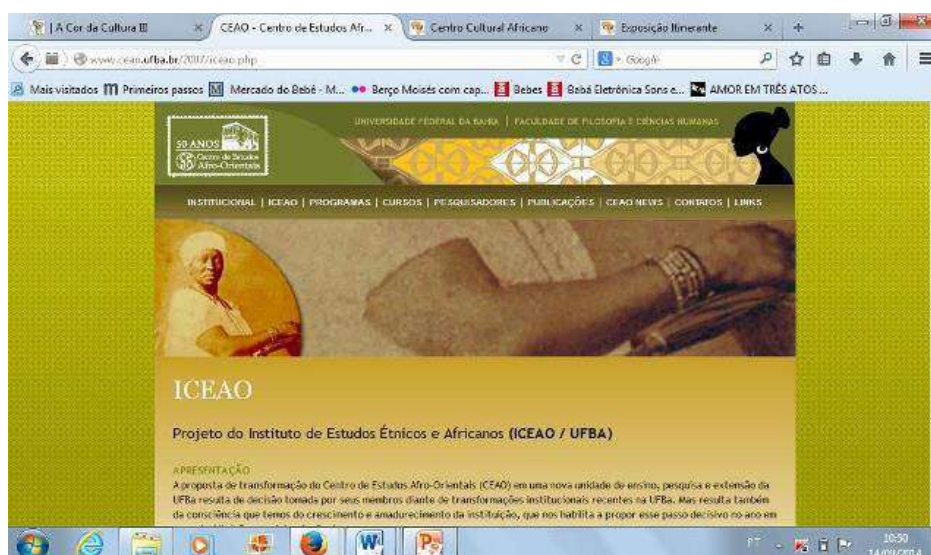 | A Cor da Cultura III
CEAO - Centro de Estudos Afr...
Centro Cultural Africano
Exposição Itinerante
www.ceao.ufba.br/2007/iceao.php
Google
Mais visitados
Primeiros passos
Mercado do Bebê - M...
Berço Moisés com cap...
Bebes
Babá Eletrônica Sons e...
AMOR EM TRÊS ATOS...
UNIVERSIDADE FEDERAL DA BAHIA | FACULDADE DE FILOSOFIA E CIÊNCIAS HUMANAS
50 ANOS
Centro de Estudos
Afro-Orientais
INSTITUCIONAL | ICEAO | PROGRAMAS | CURSOS | PESQUISADORES | PUBLICAÇÕES | CEAO NEWS | CONTATOS | LINKS
ICEAO
Projeto do Instituto de Estudos Étnicos e Africanos (ICEAO / UFBA)
APRESENTAÇÃO
A proposta de transformação do Centro de Estudos Afro-Orientais (CEAO) em uma nova unidade de ensino, pesquisa e extensão da
UFBa resulta de decisão tomada por seus membros diante de transformações institucionais recentes na UFBa. Mas resulta também
da consciência que temos do crescimento e amadurecimento da instituição, que nos habilita a propor esse passo decisivo no ano em
PT
10:50